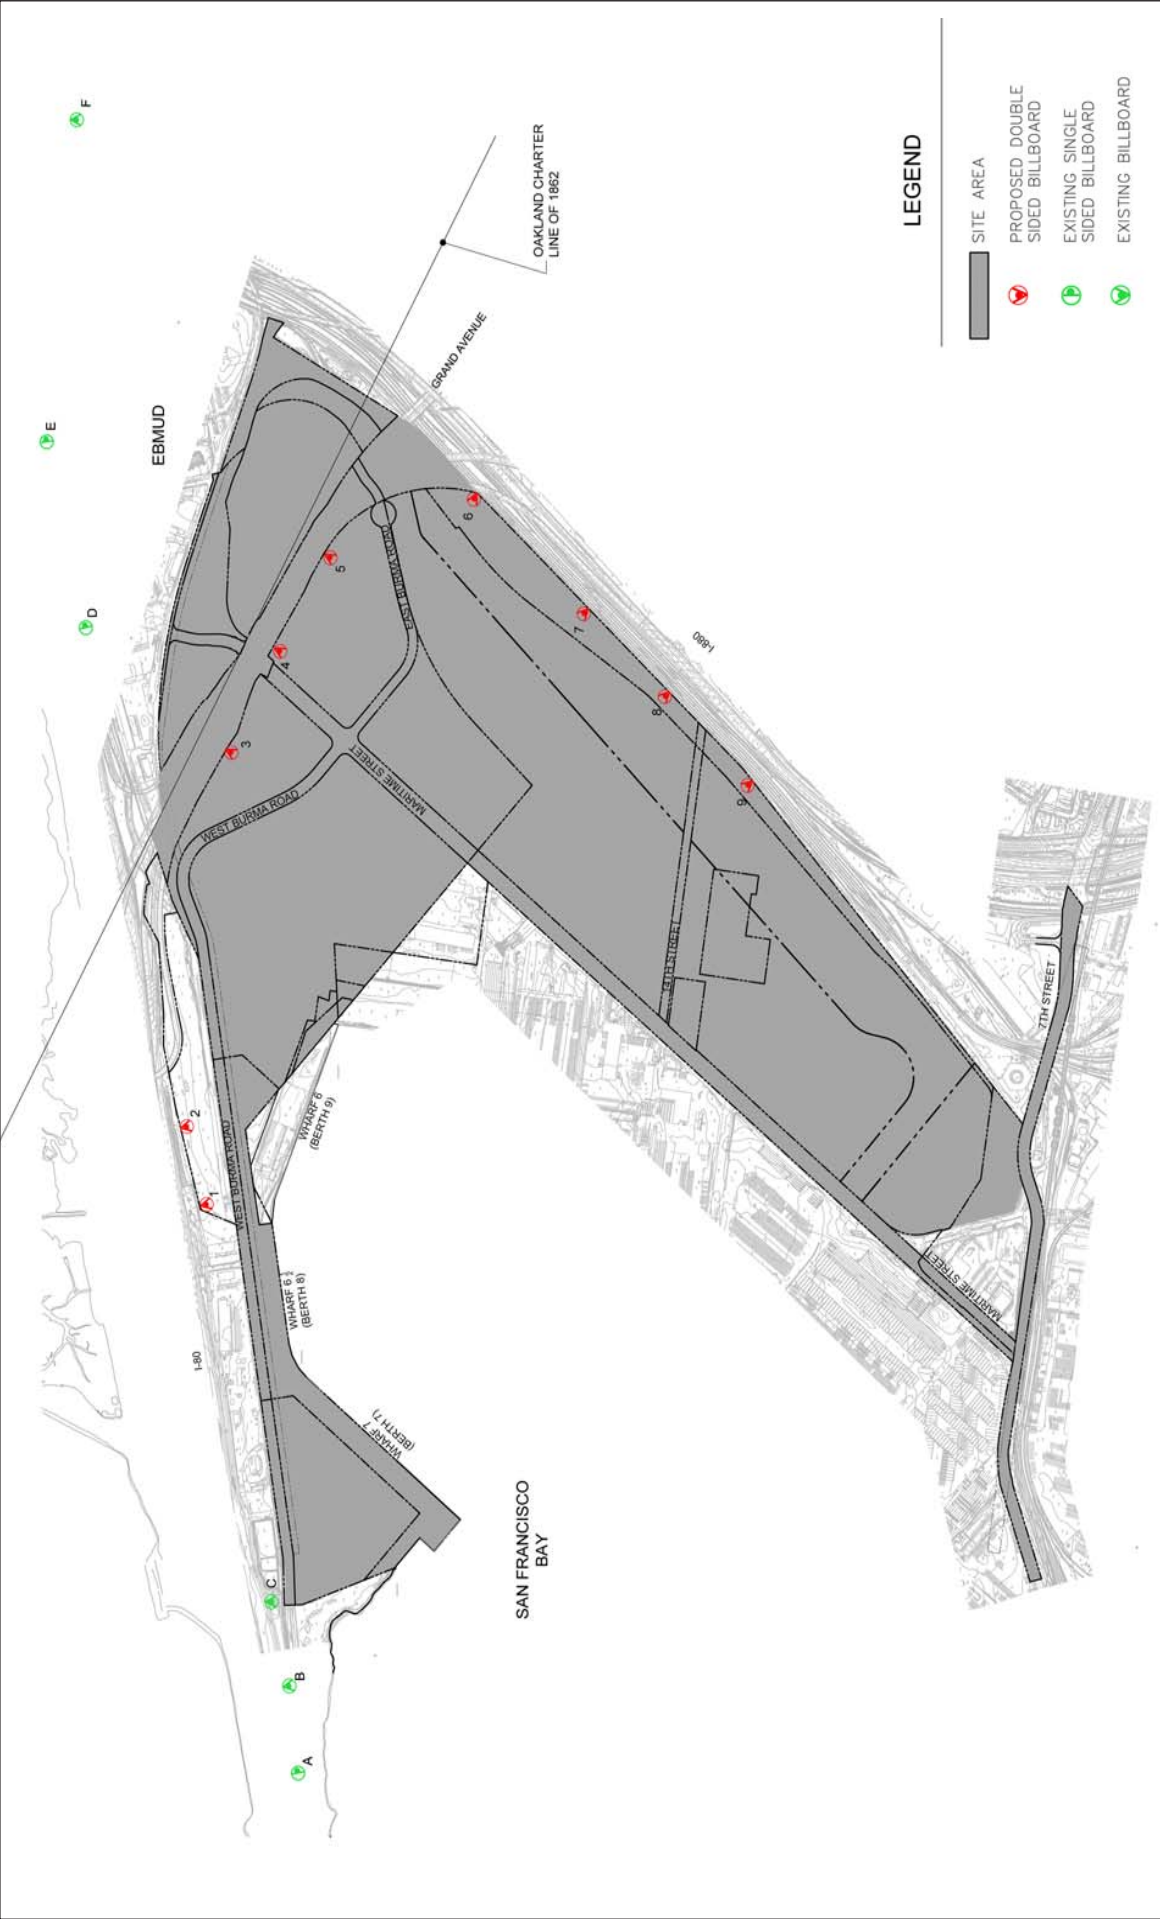 F
E
D
C
B
A
EBMUD
OAKLAND CHARTER
LINE OF 1862
GRAND AVENUE
1
2
3
4
5
6
7
8
9
EAST BURMA ROAD
WEST BURMA ROAD
MARITIME STREET
I-880
I-80
WEST BURMA ROAD
WHARF 6
(BERTH 9)
WHARF 6 ½
(BERTH 8)
WHARF 7
(BERTH 7)
14TH STREET
7TH STREET
MARITIME STREET
SAN FRANCISCO
BAY
LEGEND
SITE AREA
PROPOSED DOUBLE
SIDED BILLBOARD
EXISTING SINGLE
SIDED BILLBOARD
EXISTING BILLBOARD